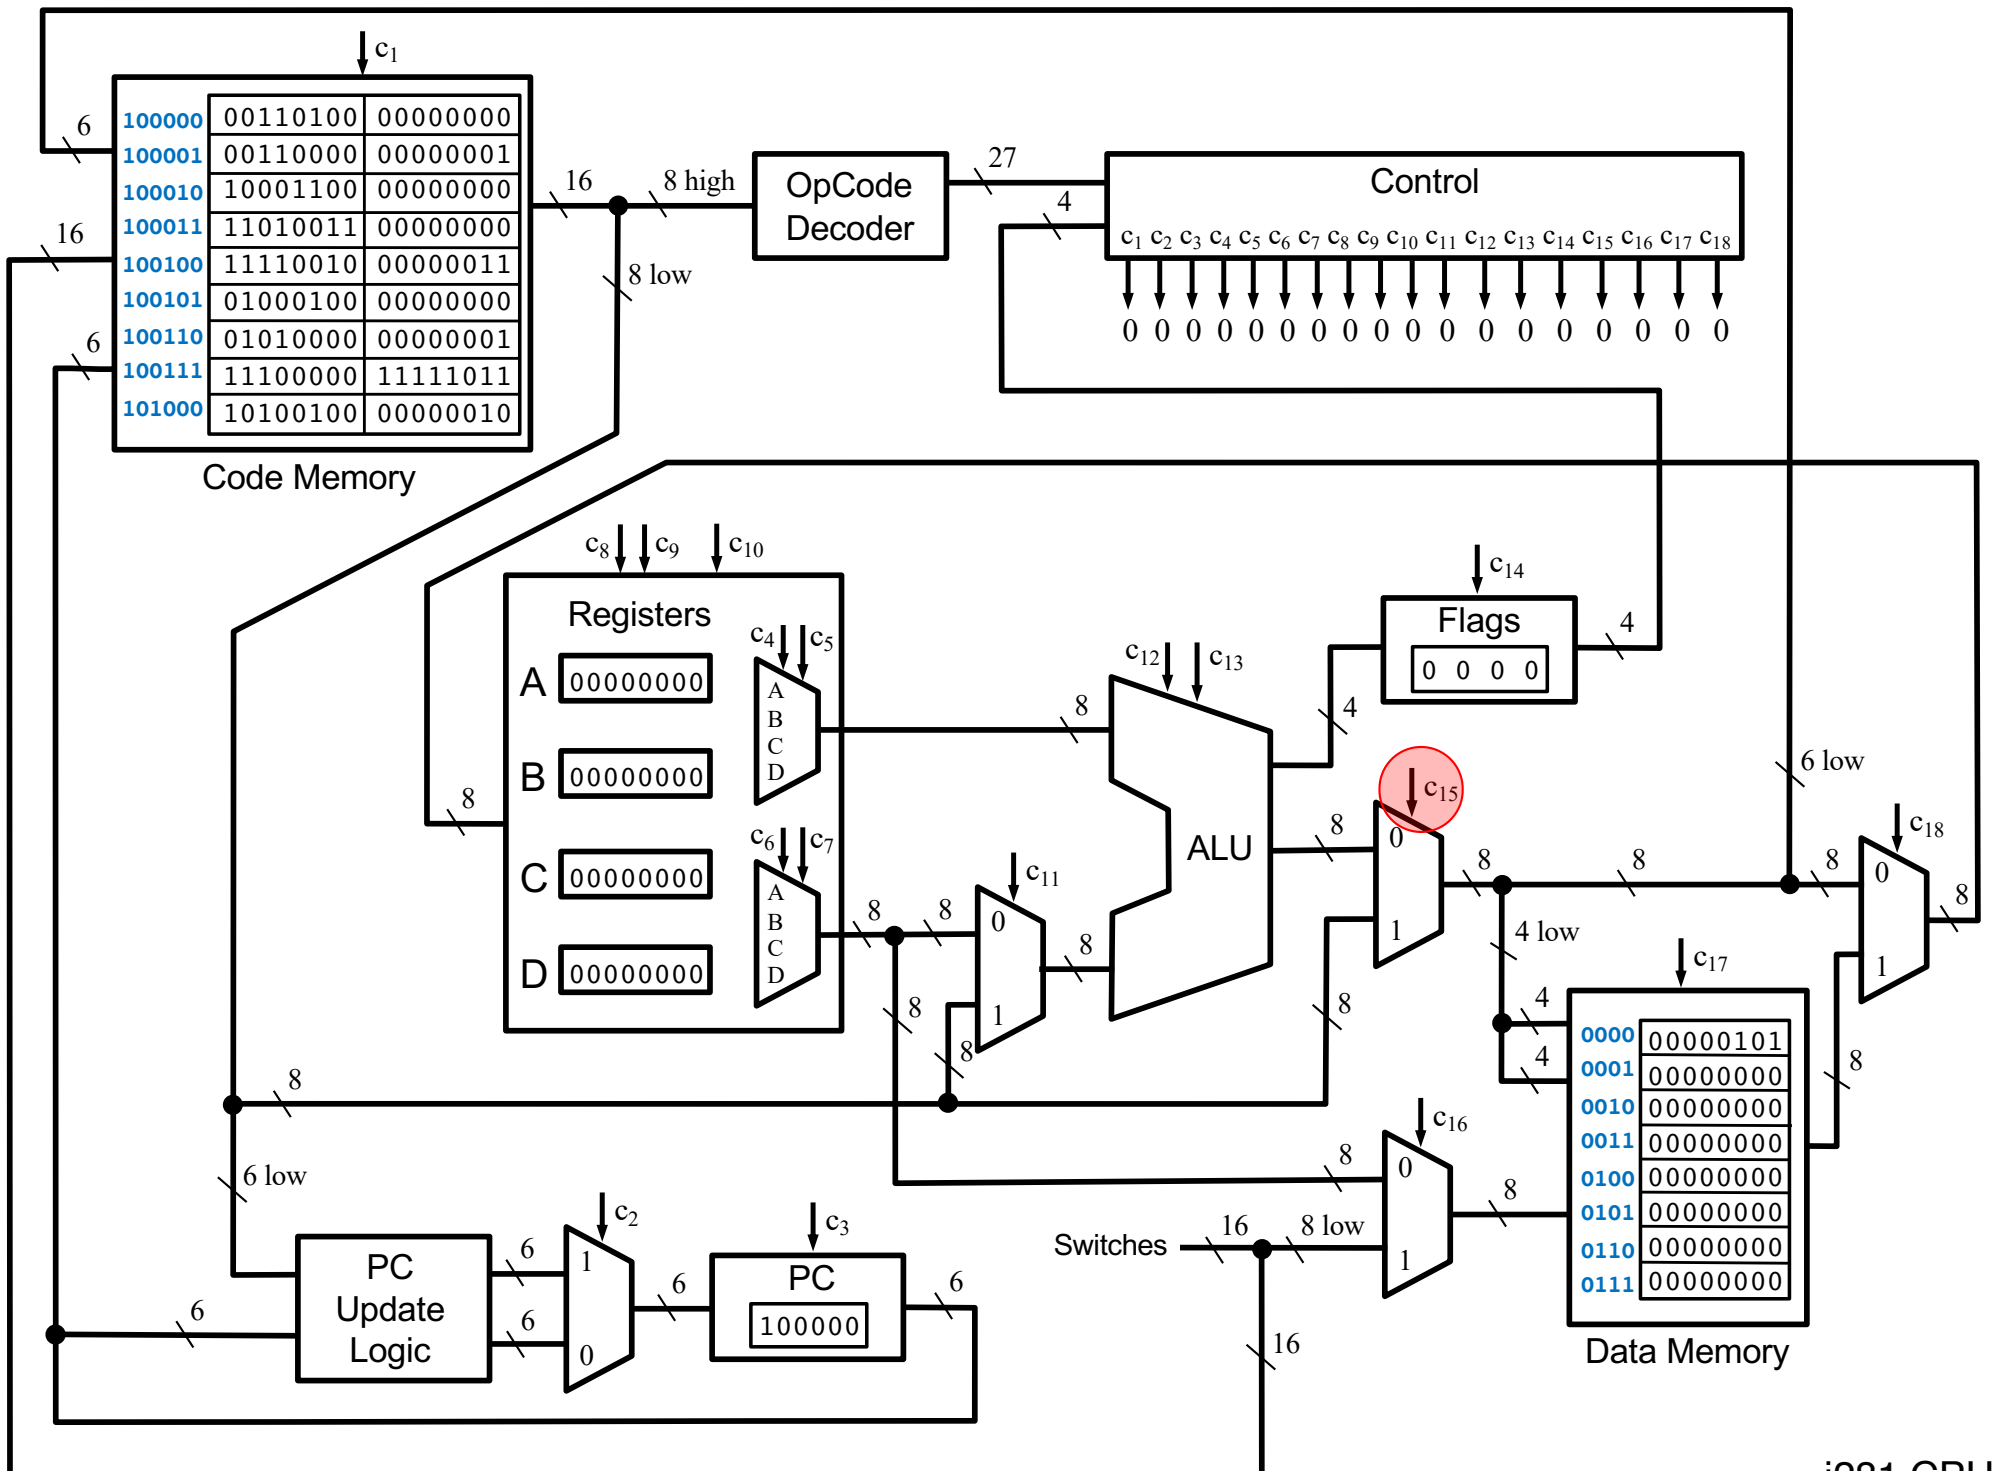 c1
100000 00110100 00000000
100001 00110000 00000001
100010 10001100 00000000
100011 11010011 00000000
100100 11110010 00000011
100101 01000100 00000000
100110 01010000 00000001
100111 11100000 11111011
101000 10100100 00000010
Code Memory
6
16
6
16
8 high
8 low
OpCode
Decoder
27
4
Control
c1 c2 c3 c4 c5 c6 c7 c8 c9 c10 c11 c12 c13 c14 c15 c16 c17 c18
0 0 0 0 0 0 0 0 0 0 0 0 0 0 0 0 0 0
c8 c9 c10
Registers
A 00000000
B 00000000
C 00000000
D 00000000
8
c4 c5
A
B
C
D
c6 c7
A
B
C
D
8
8
8
8
c11
0
1
8
8
c12 c13
ALU
c14
Flags
0 0 0 0
4
4
8
c15
0
1
8
8
8
6 low
8
c18
0
1
8
4 low
4
4
c17
0000 00000101
0001 00000000
0010 00000000
0011 00000000
0100 00000000
0101 00000000
0110 00000000
0111 00000000
Data Memory
8
8
6 low
PC
Update
Logic
6
6
6
c2
1
0
6
c3
PC
100000
6
Switches
16
8 low
16
8
c16
0
1
8